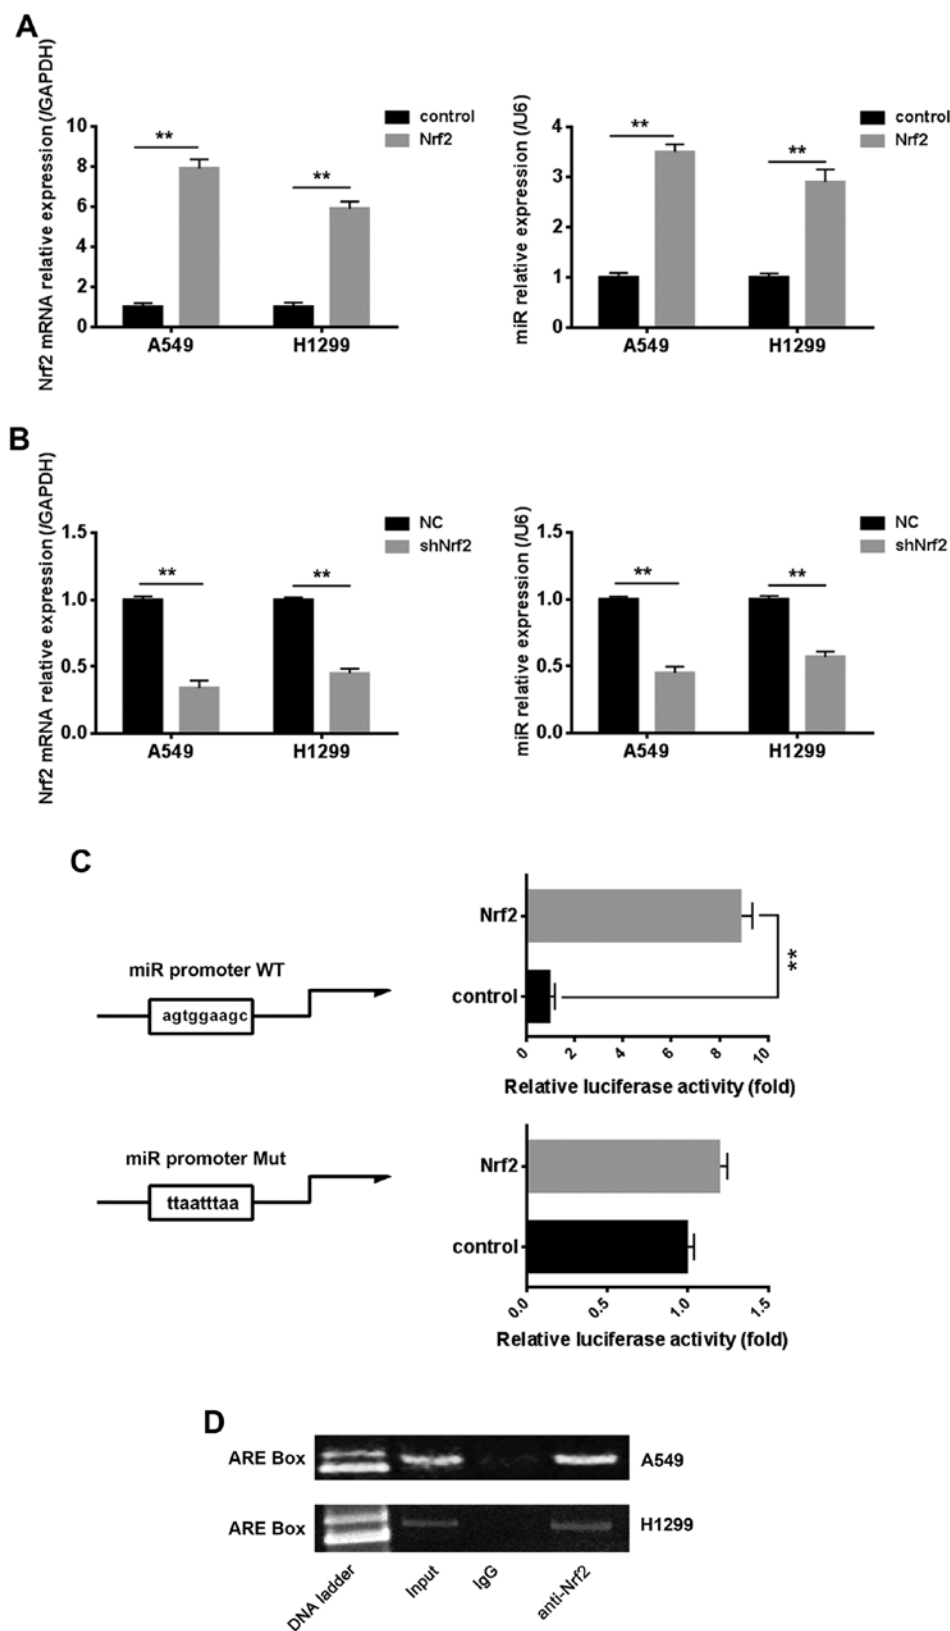 A
Nrf2 mRNA relative expression (/GAPDH)
10
8
6
4
2
0
**
**
A549
H1299
control
Nrf2
miR relative expression (/U6)
4
3
2
1
0
**
**
A549
H1299
control
Nrf2
B
Nrf2 mRNA relative expression (/GAPDH)
1.5
1.0
0.5
0.0
**
**
A549
H1299
NC
shNrf2
miR relative expression (/U6)
1.5
1.0
0.5
0.0
**
**
A549
H1299
NC
shNrf2
C
miR promoter WT
agtggaagc
Nrf2
control
**
0 2 4 6 8 10
Relative luciferase activity (fold)
miR promoter Mut
ttaatttaa
Nrf2
control
0.0 0.5 1.0 1.5
Relative luciferase activity (fold)
D
ARE Box
A549
ARE Box
H1299
DNA ladder
Input
IgG
anti-Nrf2